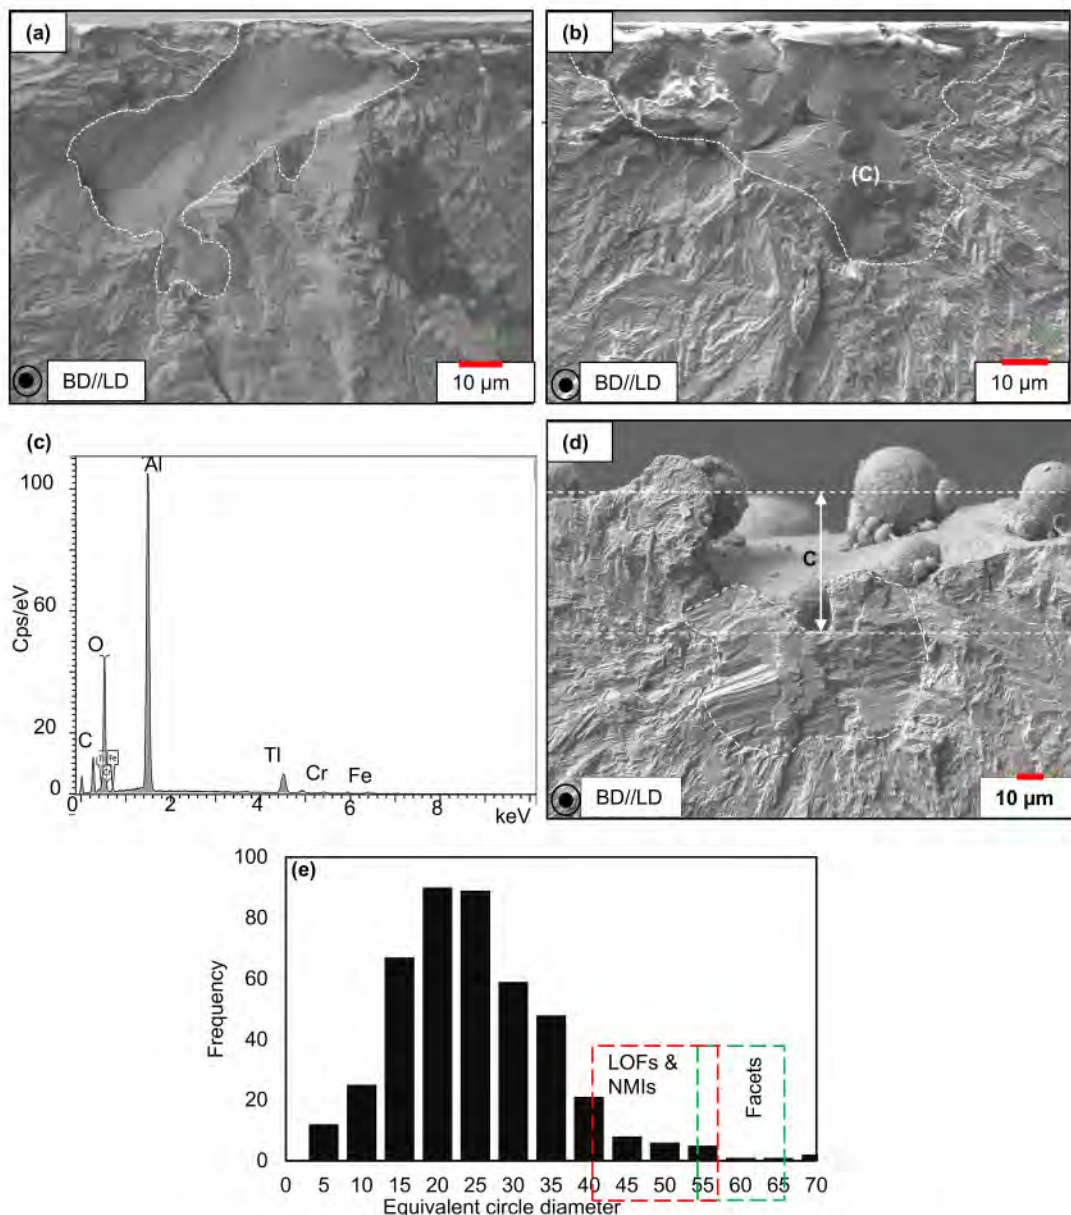 (a)
BD//LD
10 µm
(b)
(C)
BD//LD
10 µm
(c)
Al
100
Cps/eV
60
O
20
C
Fe
Cr
TI
Cr
Fe
0
0
2
4
6
8
keV
(d)
C
BD//LD
10 µm
(e)
100
80
60
40
20
0
Frequency
LOFs &
NMIs
Facets
0 5 10 15 20 25 30 35 40 45 50 55 60 65 70
Equivalent circle diameter